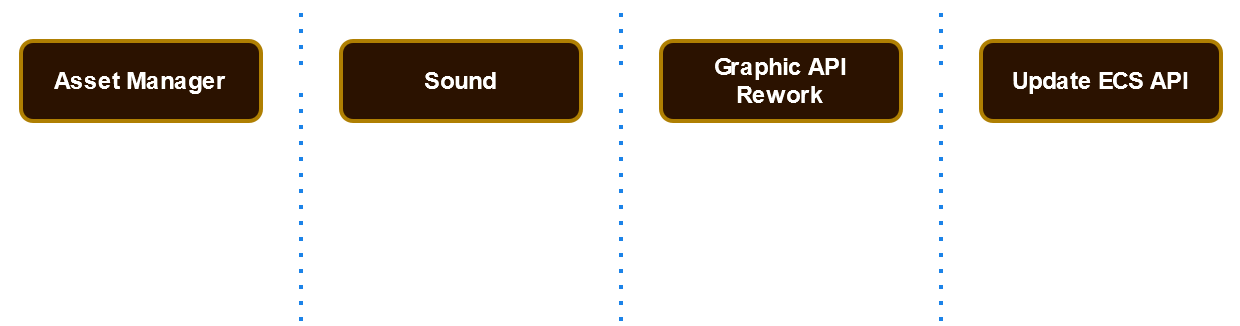 Asset Manager
Sound
Graphic API
Rework
Update ECS API